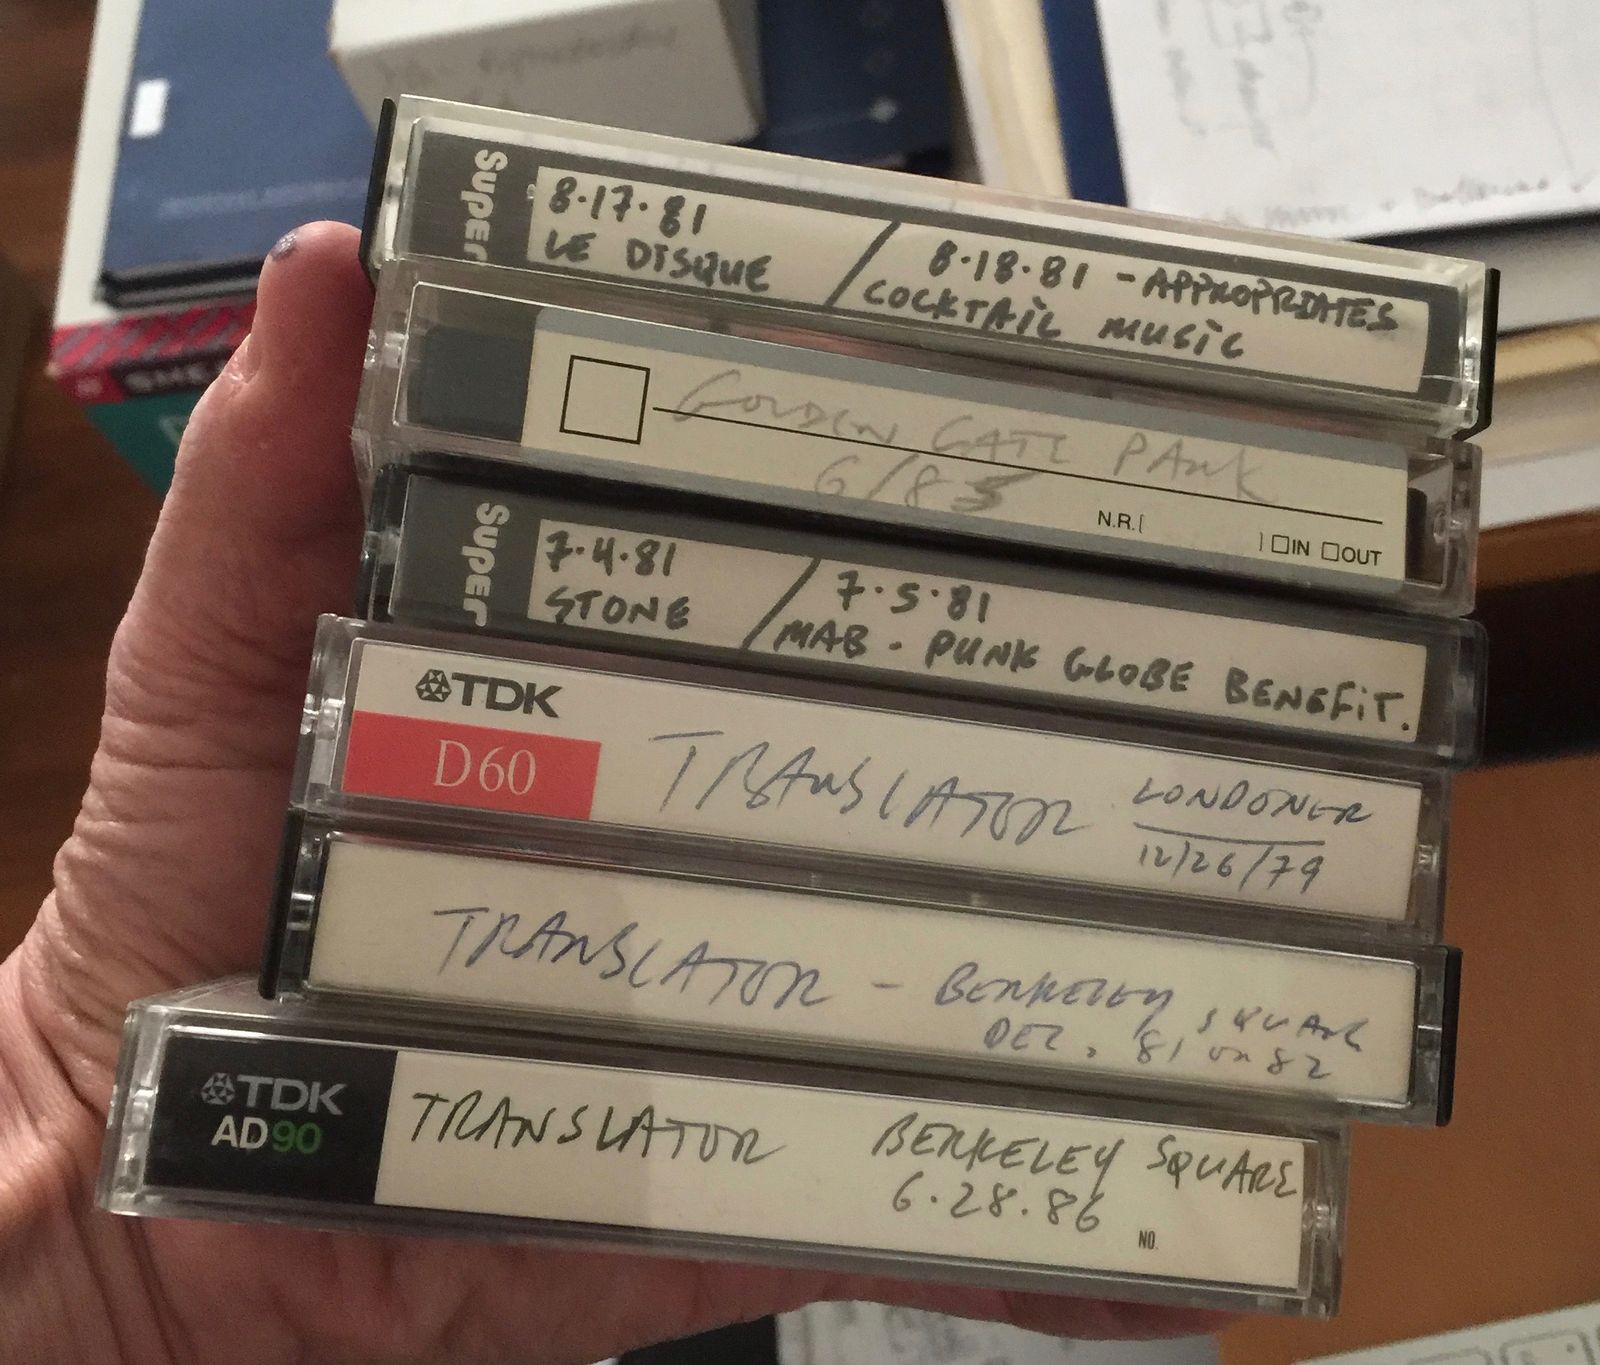 Super
8·17·81 / 8·18·81 - APPROPRIATES
LE DISQUE / COCKTAIL MUSIC
GOLDEN GATE PARK
6/85
N.R.[ ] □IN □OUT
Super
7·4·81 / 7·5·81
STONE / MAB - PUNK GLOBE BENEFIT.
TDK
D60
TRANSLATOR LONDONER
12/26/79
TRANSLATOR - BERKELEY SQUARE
DEC. 81 or 82
TDK
AD90
TRANSLATOR BERKELEY SQUARE
6.28.86
NO.